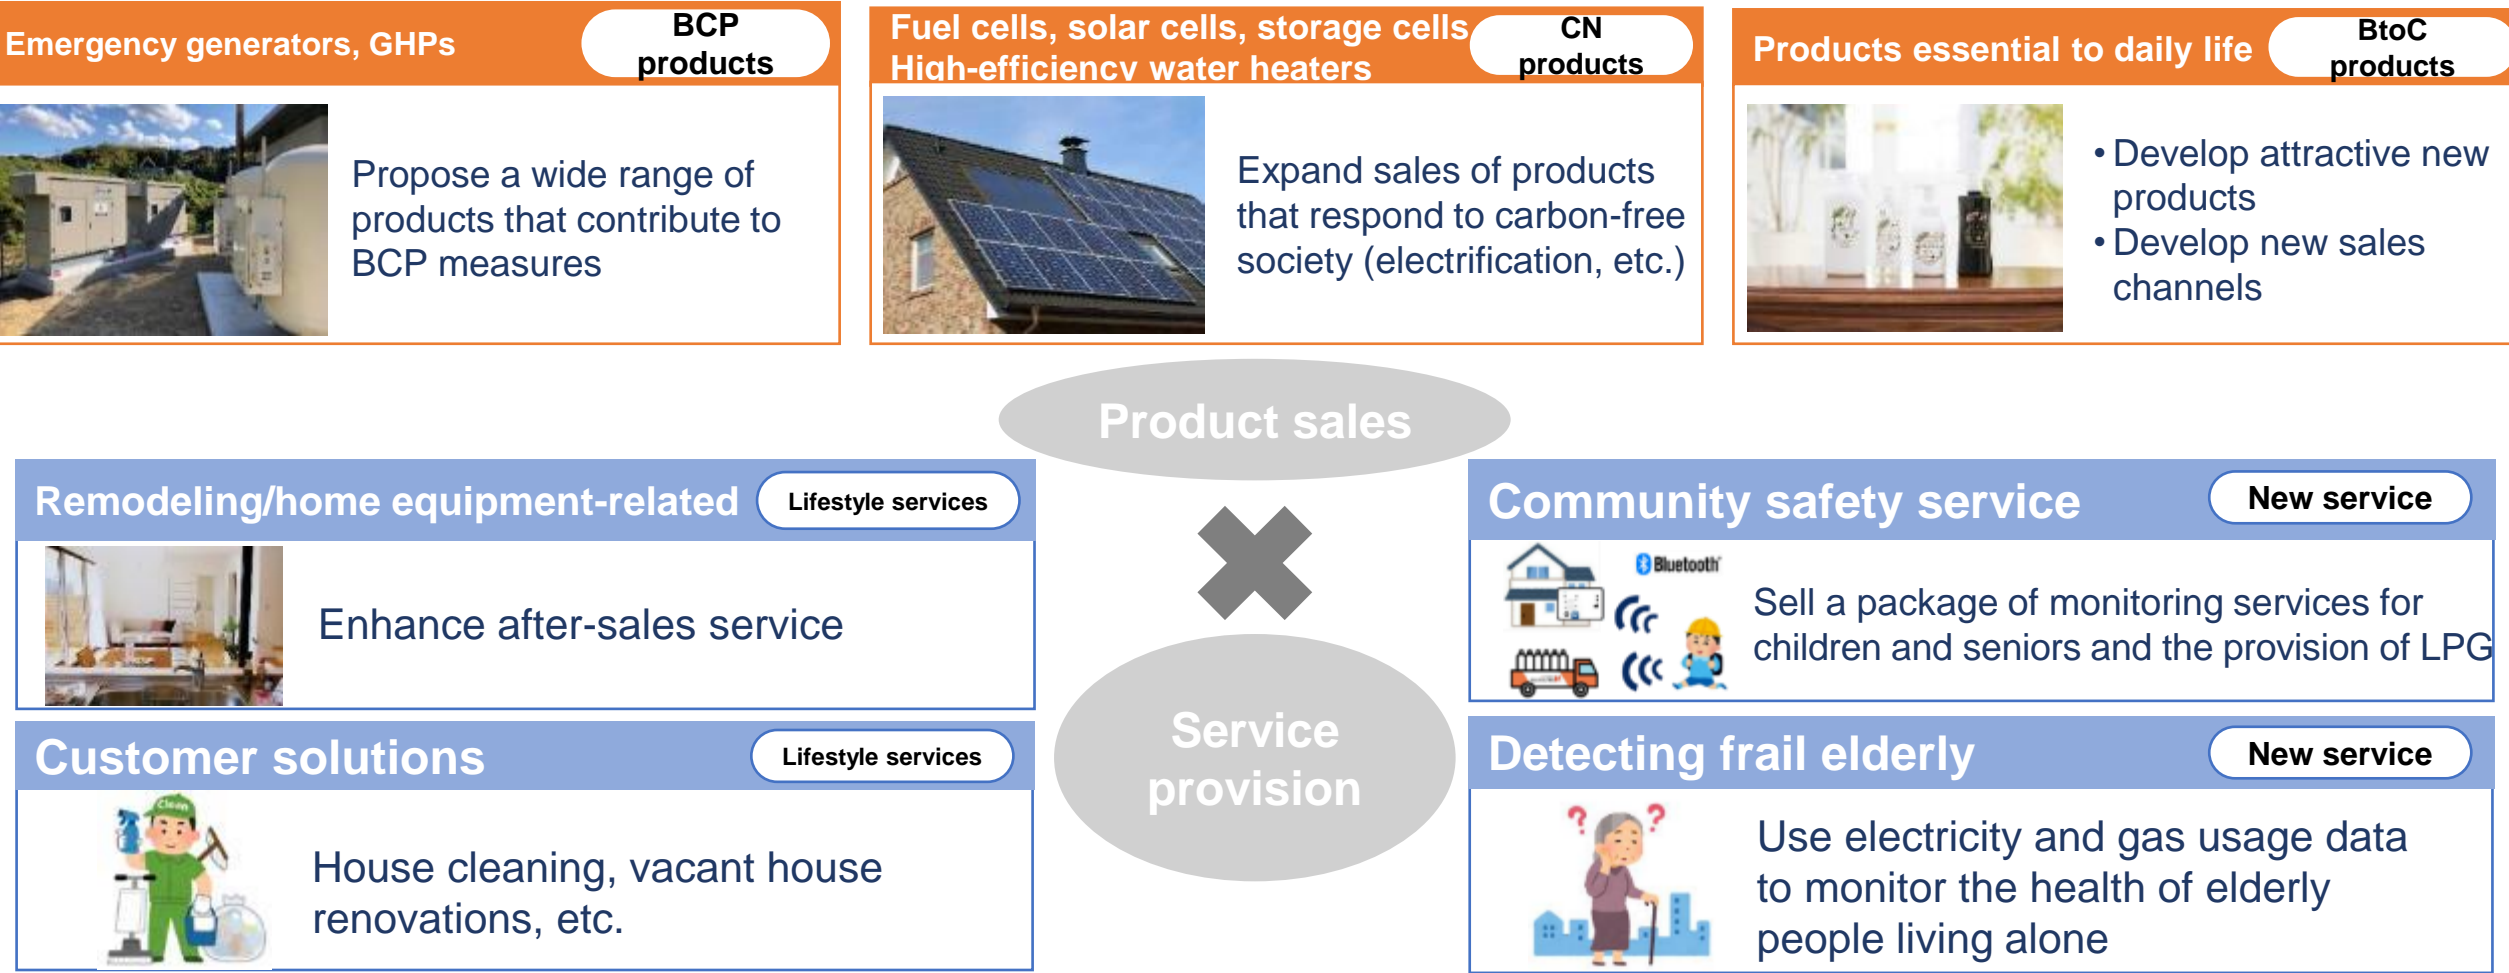 Emergency generators, GHPs
BCP
products
Propose a wide range of
products that contribute to
BCP measures
Fuel cells, solar cells, storage cells
High-efficiency water heaters
CN
products
Expand sales of products
that respond to carbon-free
society (electrification, etc.)
Products essential to daily life
BtoC
products
• Develop attractive new
products
• Develop new sales
channels
Product sales
Service
provision
Remodeling/home equipment-related
Lifestyle services
Enhance after-sales service
Customer solutions
Lifestyle services
Clean
House cleaning, vacant house
renovations, etc.
Community safety service
New service
Bluetooth
Sell a package of monitoring services for
children and seniors and the provision of LPG
Detecting frail elderly
New service
? ?
Use electricity and gas usage data
to monitor the health of elderly
people living alone